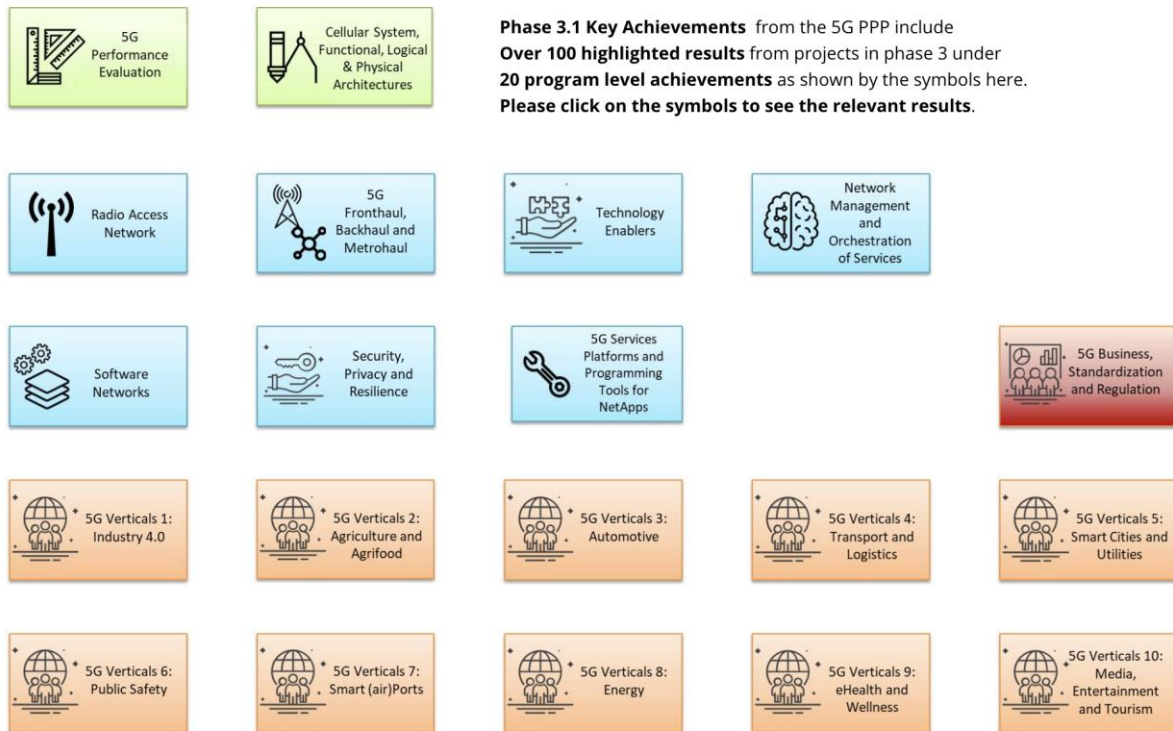 5G
Performance
Evaluation
Cellular System,
Functional, Logical
& Physical
Architectures
Phase 3.1 Key Achievements from the 5G PPP include
Over 100 highlighted results from projects in phase 3 under
20 program level achievements as shown by the symbols here.
Please click on the symbols to see the relevant results.
Radio Access
Network
5G
Fronthaul,
Backhaul and
Metrohaul
Technology
Enablers
Network
Management
and
Orchestration
of Services
Software
Networks
Security,
Privacy and
Resilience
5G Services
Platforms and
Programming
Tools for
NetApps
5G Business,
Standardization
and Regulation
5G Verticals 1:
Industry 4.0
5G Verticals 2:
Agriculture and
Agrifood
5G Verticals 3:
Automotive
5G Verticals 4:
Transport and
Logistics
5G Verticals 5:
Smart Cities and
Utilities
5G Verticals 6:
Public Safety
5G Verticals 7:
Smart (air)Ports
5G Verticals 8:
Energy
5G Verticals 9:
eHealth and
Wellness
5G Verticals 10:
Media,
Entertainment
and Tourism